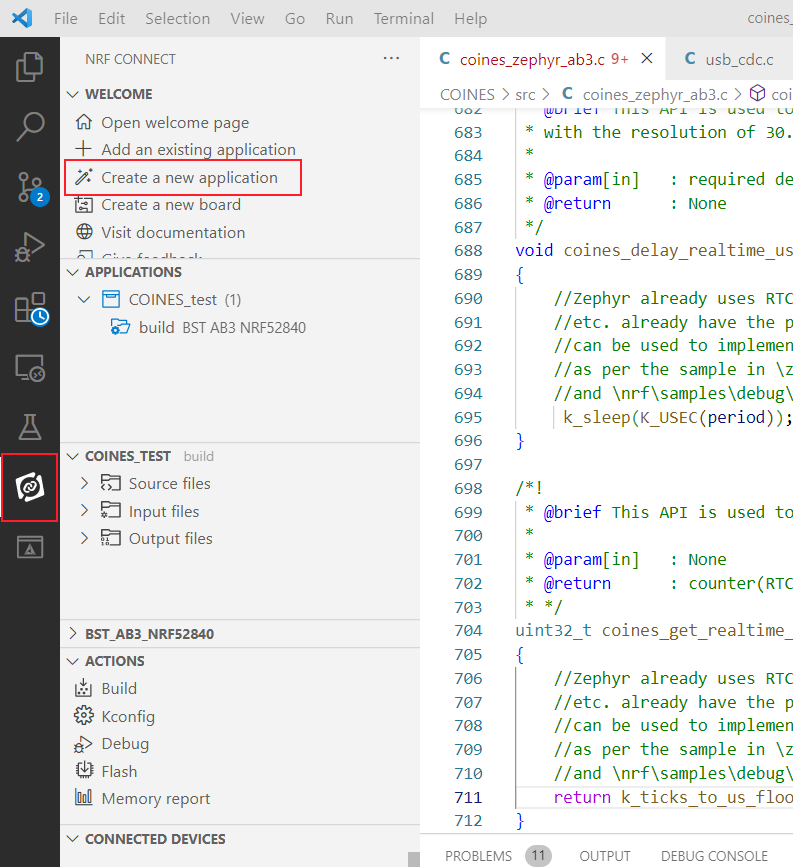 File Edit Selection View Go Run Terminal Help coines_
NRF CONNECT ···
WELCOME
Open welcome page
Add an existing application
Create a new application
Create a new board
Visit documentation
Give feedback
APPLICATIONS
COINES_test (1)
build BST AB3 NRF52840
COINES_TEST build
Source files
Input files
Output files
BST_AB3_NRF52840
ACTIONS
Build
Kconfig
Debug
Flash
Memory report
CONNECTED DEVICES
2
C coines_zephyr_ab3.c 9+ C usb_cdc.c
COINES > src > C coines_zephyr_ab3.c > coi
682 * @brief This API is used to
683 * with the resolution of 30.
684 *
685 * @param[in] : required de
686 * @return : None
687 */
688 void coines_delay_realtime_us
689 {
690 //Zephyr already uses RTC
691 //etc. already have the p
692 //can be used to implemen
693 //as per the sample in \z
694 //and \nrf\samples\debug\
695 k_sleep(K_USEC(period));
696 }
697
698 /*!
699 * @brief This API is used to
700 *
701 * @param[in] : None
702 * @return : counter(RTC
703 * */
704 uint32_t coines_get_realtime_
705 {
706 //Zephyr already uses RTC
707 //etc. already have the p
708 //can be used to implemen
709 //as per the sample in \z
710 //and \nrf\samples\debug\
711 return k_ticks_to_us_floo
712 }
PROBLEMS 11 OUTPUT DEBUG CONSOLE